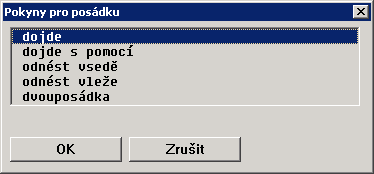 Pokyny pro posádku
dojde
dojde s pomocí
odnést vsedě
odnést vleže
dvouposádka
OK
Zrušit